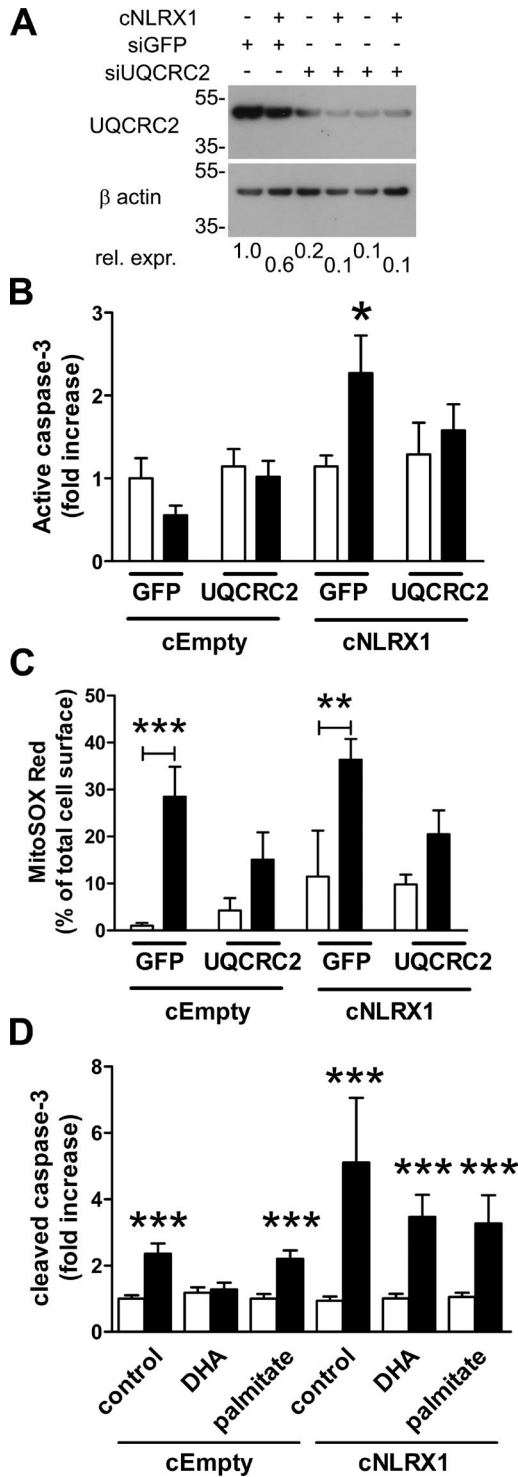 A
cNLRX1 - + - + - +
siGFP + + - - - -
siUQCRC2 - - + + + +
55-
UQCRC2
35-
55-
β actin
35-
rel. expr. 1.0 0.6 0.2 0.1 0.1 0.1
B
Active caspase-3
(fold increase)
3
2
1
0
*
GFP UQCRC2 GFP UQCRC2
cEmpty cNLRX1
C
MitoSOX Red
(% of total cell surface)
50
40
30
20
10
0
*** **
GFP UQCRC2 GFP UQCRC2
cEmpty cNLRX1
D
cleaved caspase-3
(fold increase)
8
6
4
2
0
*** *** *** *** ***
control DHA palmitate control DHA palmitate
cEmpty cNLRX1